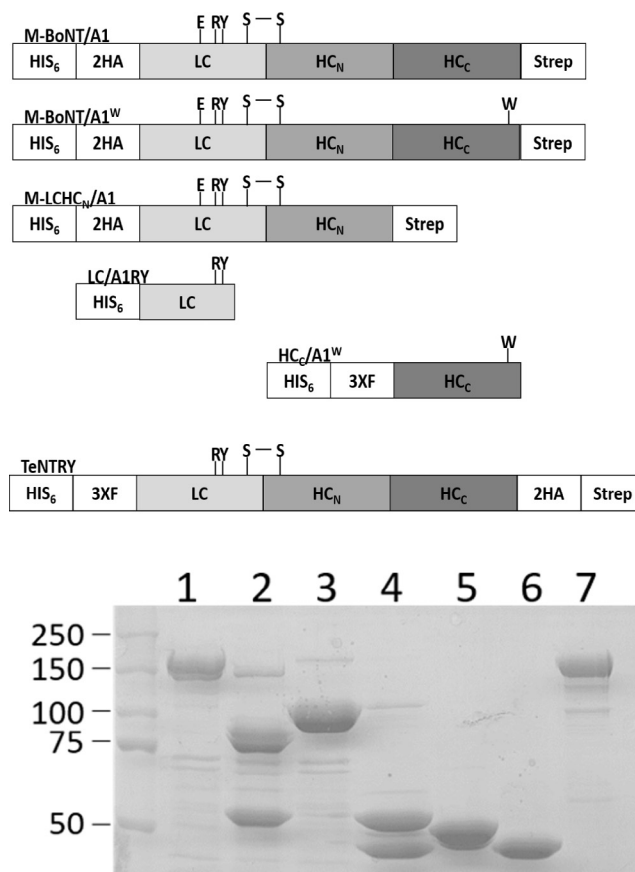 M-BoNT/A1
E RY S — S
HIS6 2HA LC HCN HCC Strep
M-BoNT/A1W
E RY S — S W
HIS6 2HA LC HCN HCC Strep
M-LCHCN/A1
E RY S — S
HIS6 2HA LC HCN Strep
LC/A1RY
RY
HIS6 LC
HCC/A1W
W
HIS6 3XF HCC
TeNTRY
RY S — S
HIS6 3XF LC HCN HCC 2HA Strep
1 2 3 4 5 6 7
250
150
100
75
50